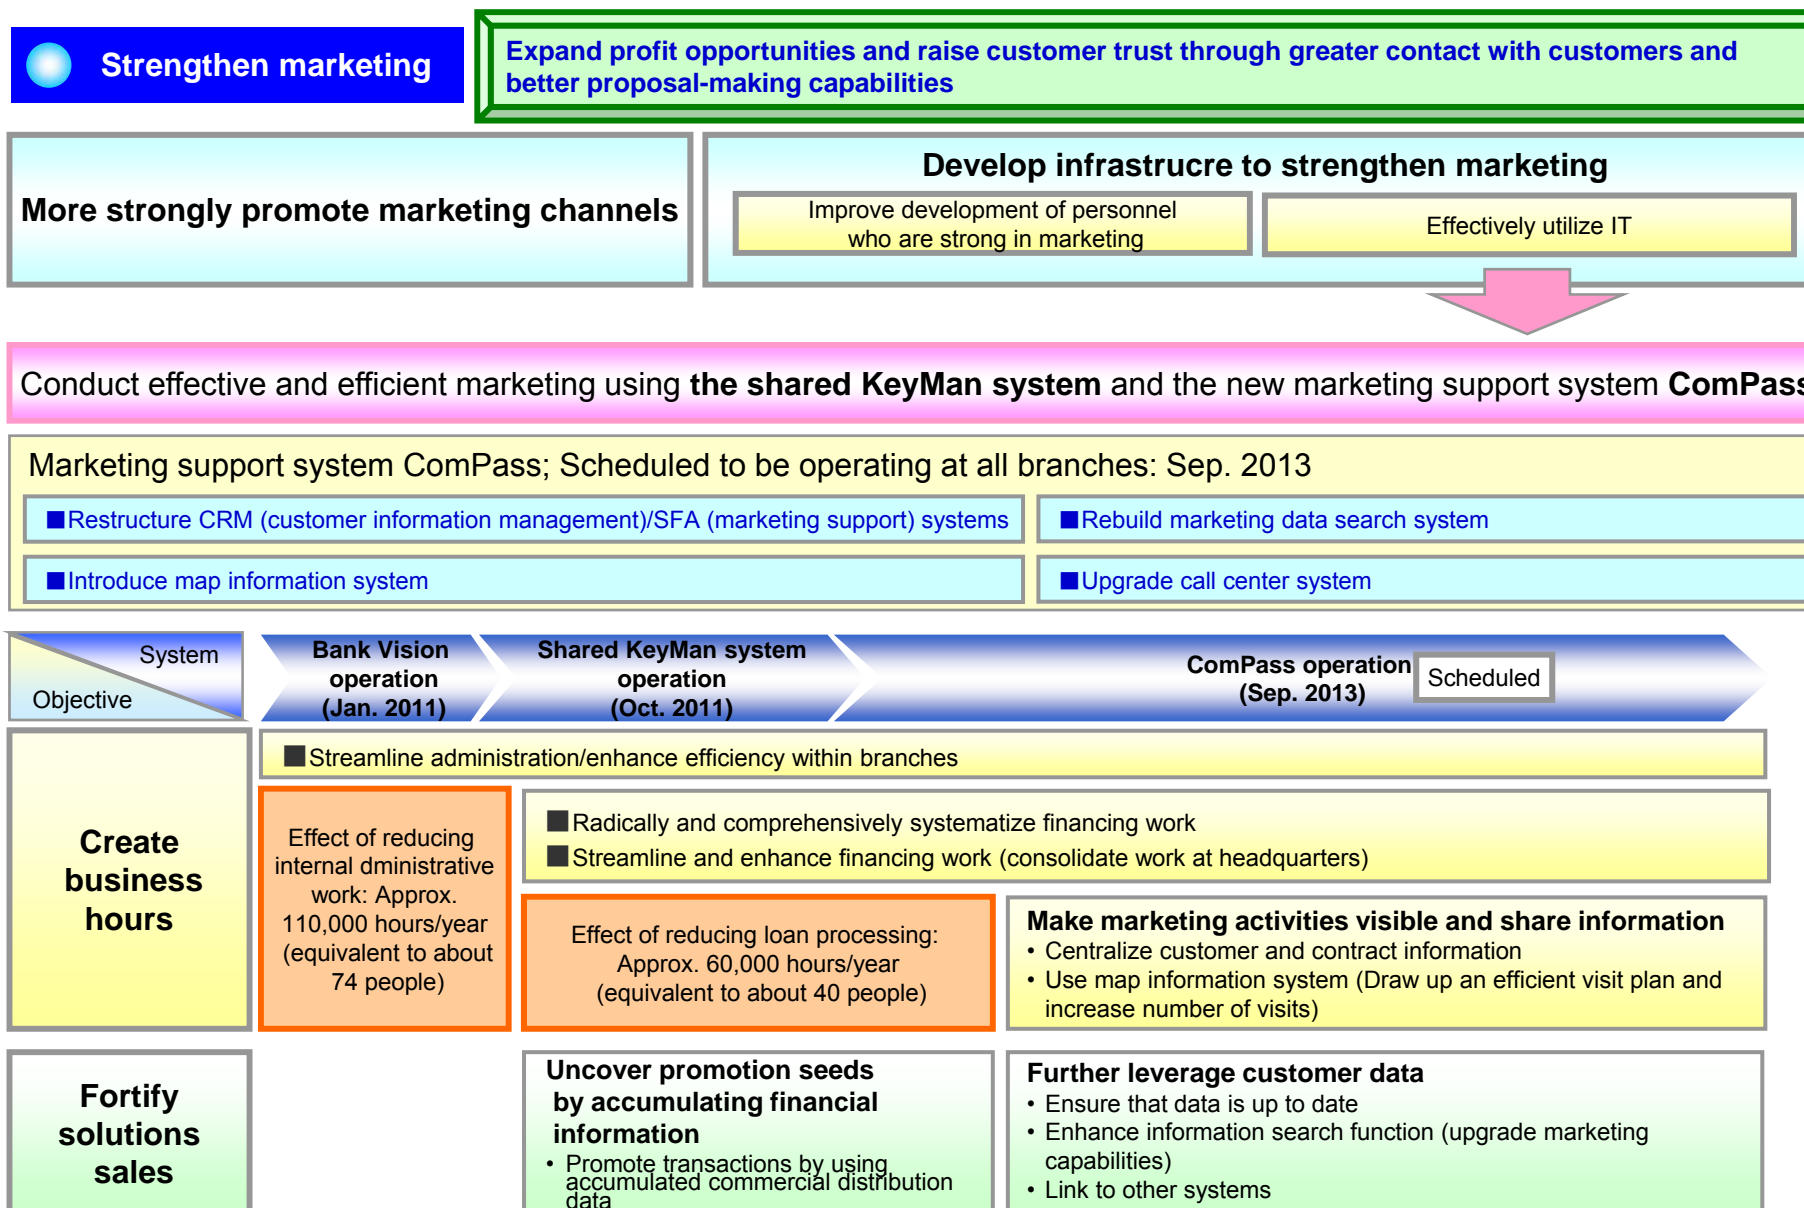 Strengthen marketing
Expand profit opportunities and raise customer trust through greater contact with customers and
better proposal-making capabilities
More strongly promote marketing channels
Develop infrastrucre to strengthen marketing
Improve development of personnel
who are strong in marketing
Effectively utilize IT
Conduct effective and efficient marketing using the shared KeyMan system and the new marketing support system ComPass
Marketing support system ComPass; Scheduled to be operating at all branches: Sep. 2013
■Restructure CRM (customer information management)/SFA (marketing support) systems
■Rebuild marketing data search system
■Introduce map information system
■Upgrade call center system
System
Objective
Bank Vision
operation
(Jan. 2011)
Shared KeyMan system
operation
(Oct. 2011)
ComPass operation
(Sep. 2013)
Scheduled
Create
business
hours
■Streamline administration/enhance efficiency within branches
Effect of reducing
internal dministrative
work: Approx.
110,000 hours/year
(equivalent to about
74 people)
■Radically and comprehensively systematize financing work
■Streamline and enhance financing work (consolidate work at headquarters)
Effect of reducing loan processing:
Approx. 60,000 hours/year
(equivalent to about 40 people)
Make marketing activities visible and share information
• Centralize customer and contract information
• Use map information system (Draw up an efficient visit plan and
increase number of visits)
Fortify
solutions
sales
Uncover promotion seeds
by accumulating financial
information
• Promote transactions by using
accumulated commercial distribution
data
Further leverage customer data
• Ensure that data is up to date
• Enhance information search function (upgrade marketing
capabilities)
• Link to other systems